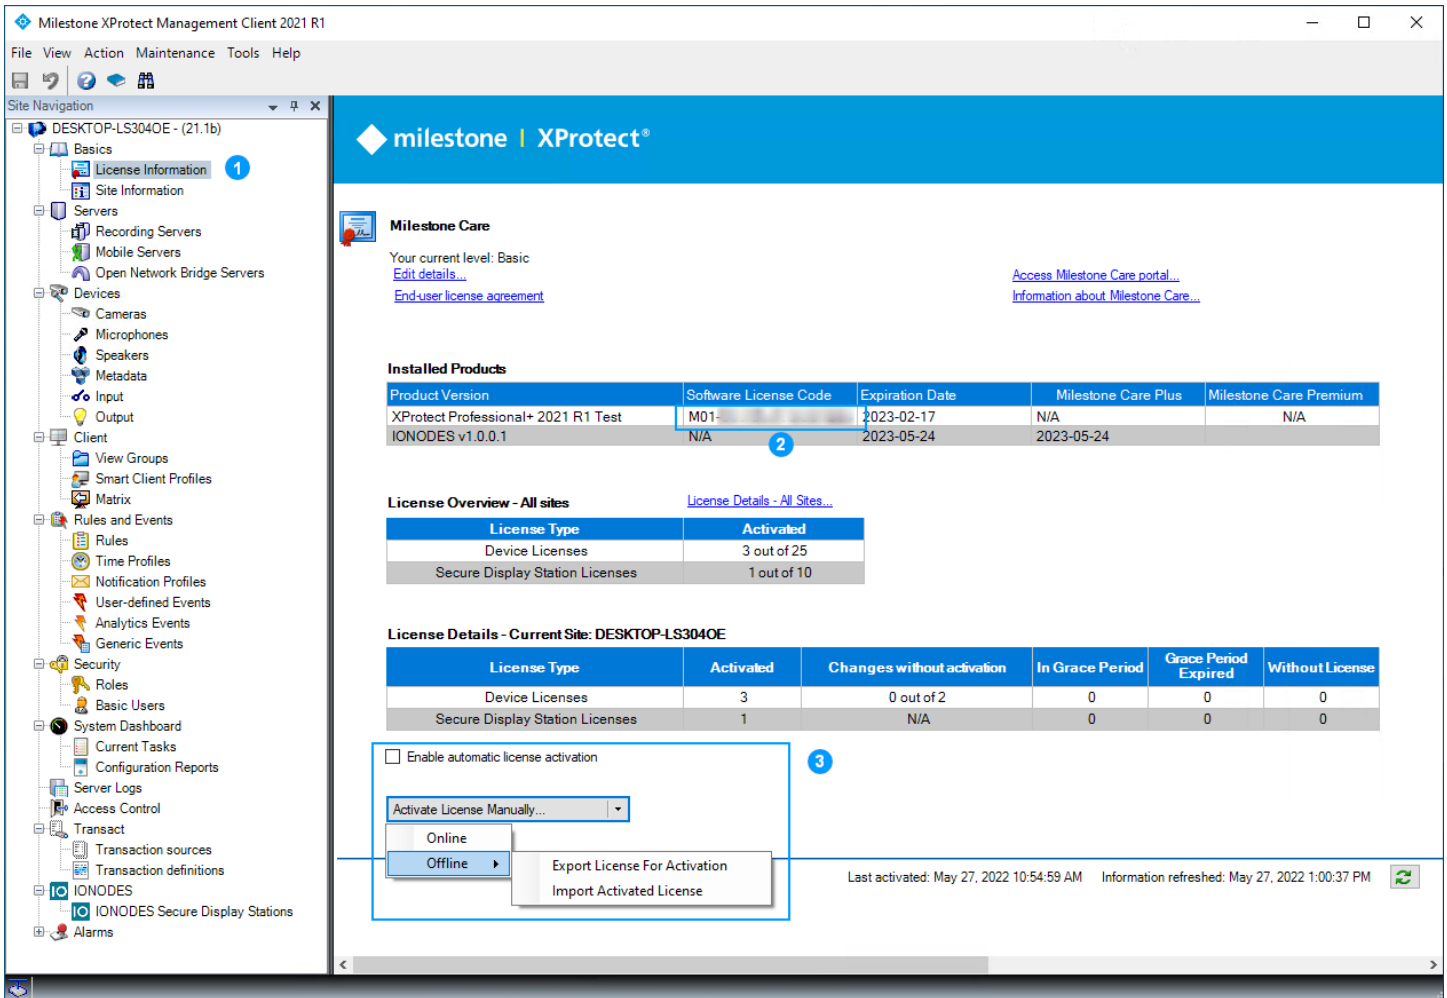 Milestone XProtect Management Client 2021 R1
File View Action Maintenance Tools Help
Site Navigation
DESKTOP-LS304OE - (21.1b)
Basics
License Information 1
Site Information
Servers
Recording Servers
Mobile Servers
Open Network Bridge Servers
Devices
Cameras
Microphones
Speakers
Metadata
Input
Output
Client
View Groups
Smart Client Profiles
Matrix
Rules and Events
Rules
Time Profiles
Notification Profiles
User-defined Events
Analytics Events
Generic Events
Security
Roles
Basic Users
System Dashboard
Current Tasks
Configuration Reports
Server Logs
Access Control
Transact
Transaction sources
Transaction definitions
IO IONODES
IO IONODES Secure Display Stations
Alarms
milestone | XProtect®
Milestone Care
Your current level: Basic
Edit details... Access Milestone Care portal...
End-user license agreement Information about Milestone Care...
Installed Products
Product Version Software License Code Expiration Date Milestone Care Plus Milestone Care Premium
XProtect Professional+ 2021 R1 Test M01- 2023-02-17 N/A N/A
IONODES v1.0.0.1 N/A 2023-05-24 2023-05-24
2
License Overview - All sites License Details - All Sites...
License Type Activated
Device Licenses 3 out of 25
Secure Display Station Licenses 1 out of 10
License Details - Current Site: DESKTOP-LS304OE
License Type Activated Changes without activation In Grace Period Grace Period Expired Without License
Device Licenses 3 0 out of 2 0 0 0
Secure Display Station Licenses 1 N/A 0 0 0
Enable automatic license activation 3
Activate License Manually...
Online
Offline
Export License For Activation
Import Activated License
Last activated: May 27, 2022 10:54:59 AM Information refreshed: May 27, 2022 1:00:37 PM